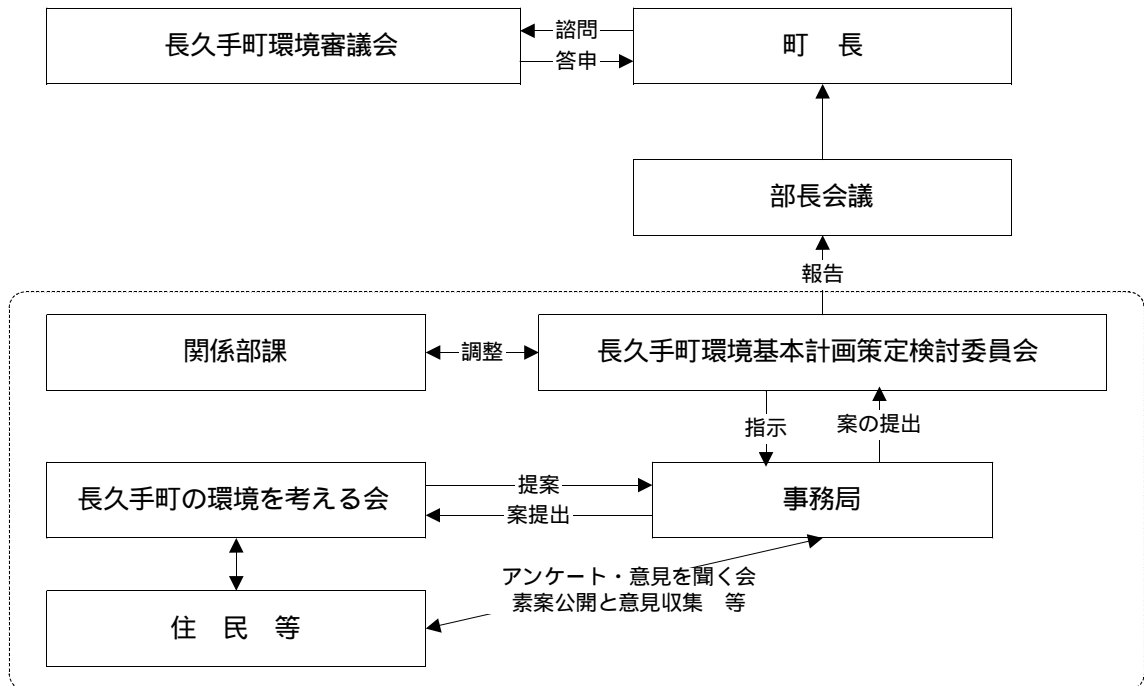 長久手町環境審議会
諮問
答申
町　長
部長会議
報告
関係部課
調整
長久手町環境基本計画策定検討委員会
指示
案の提出
長久手町の環境を考える会
提案
案提出
事務局
アンケート・意見を聞く会
素案公開と意見収集　等
住　民　等